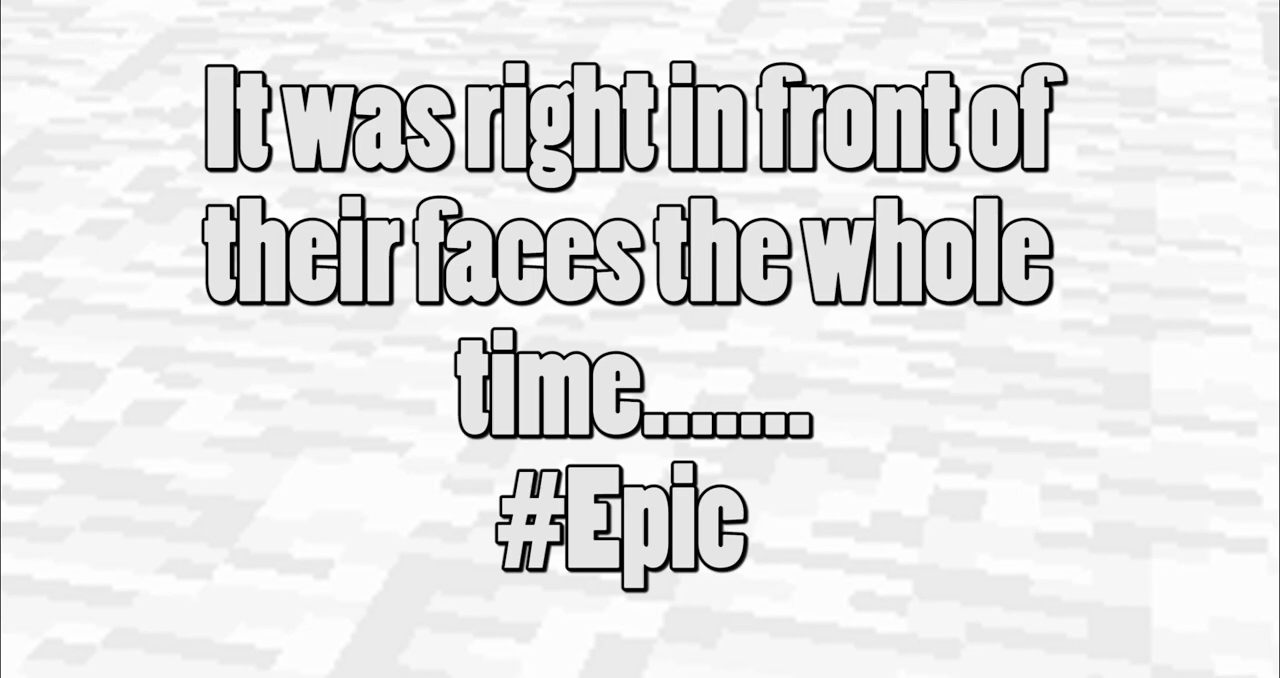 It was right in front of
their faces the whole
time.......
#Epic